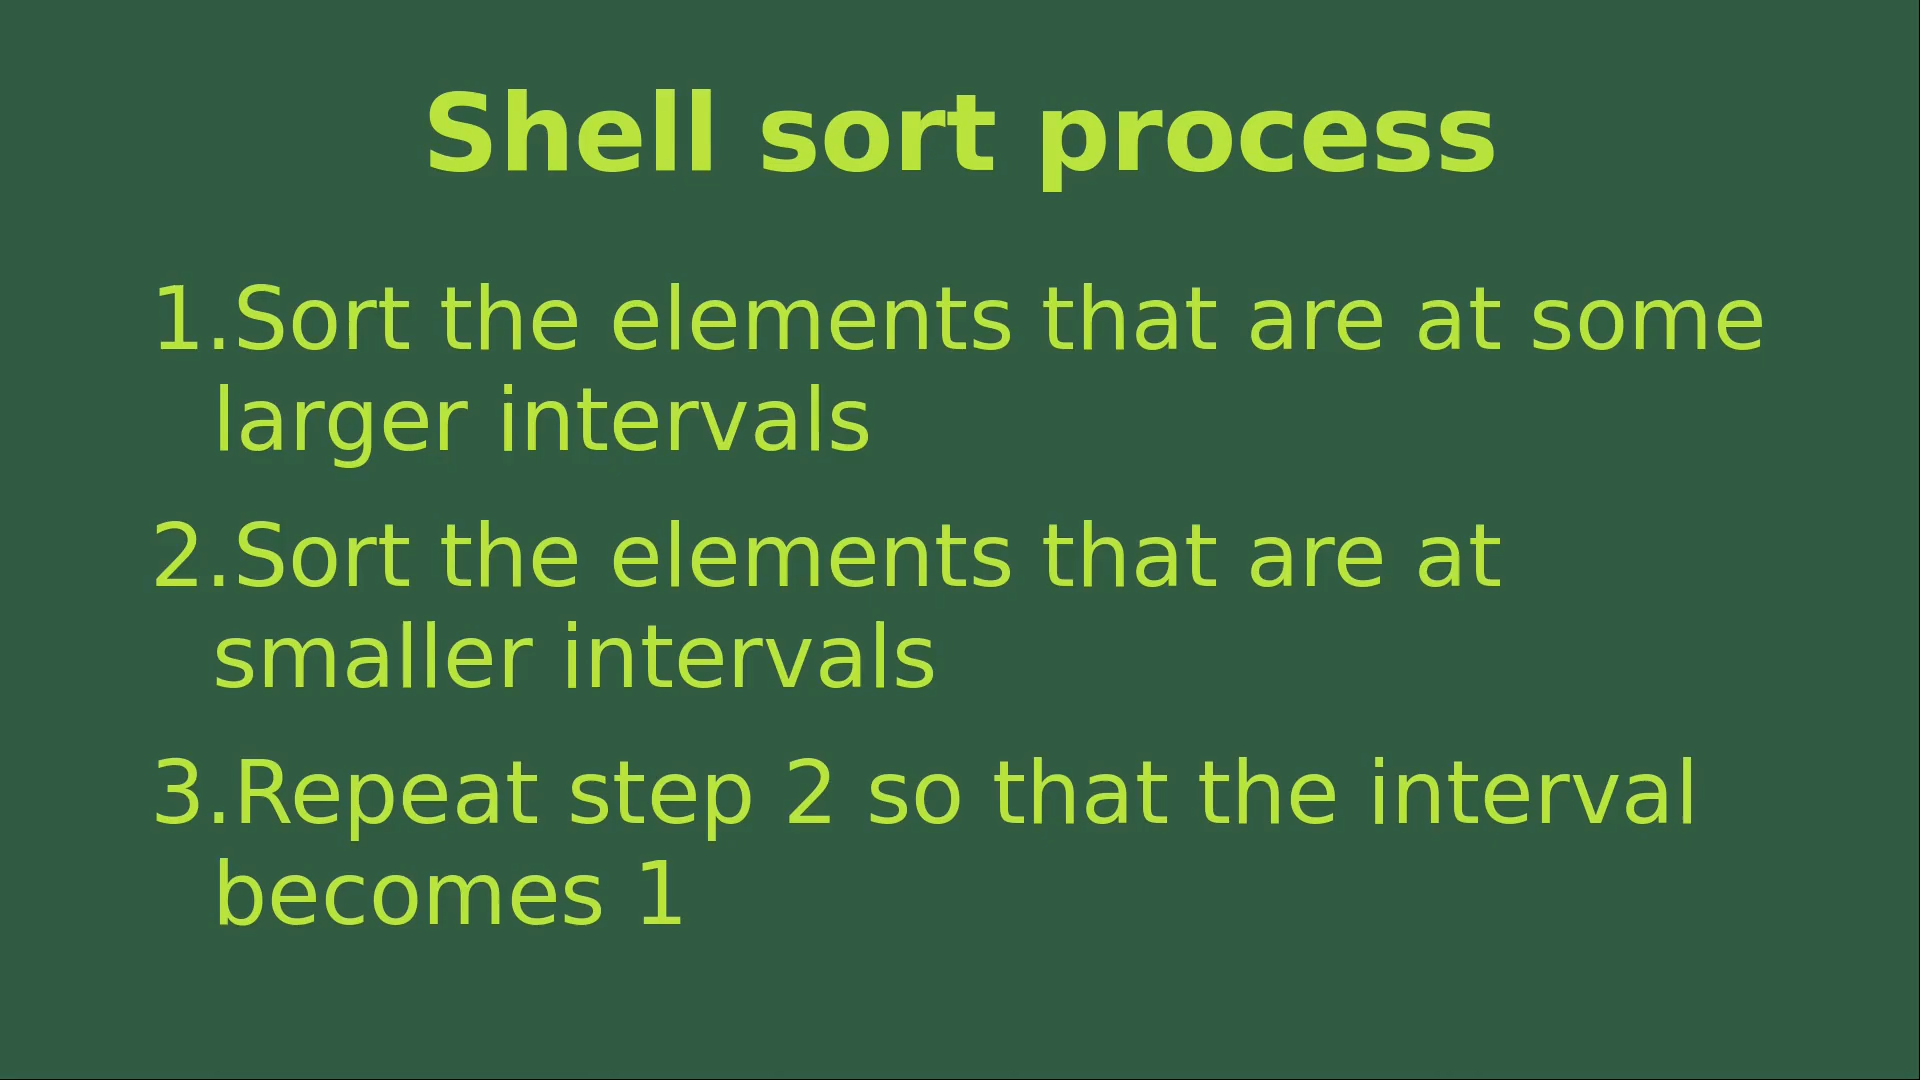 Shell sort process
1.Sort the elements that are at some
larger intervals
2.Sort the elements that are at
smaller intervals
3.Repeat step 2 so that the interval
becomes 1